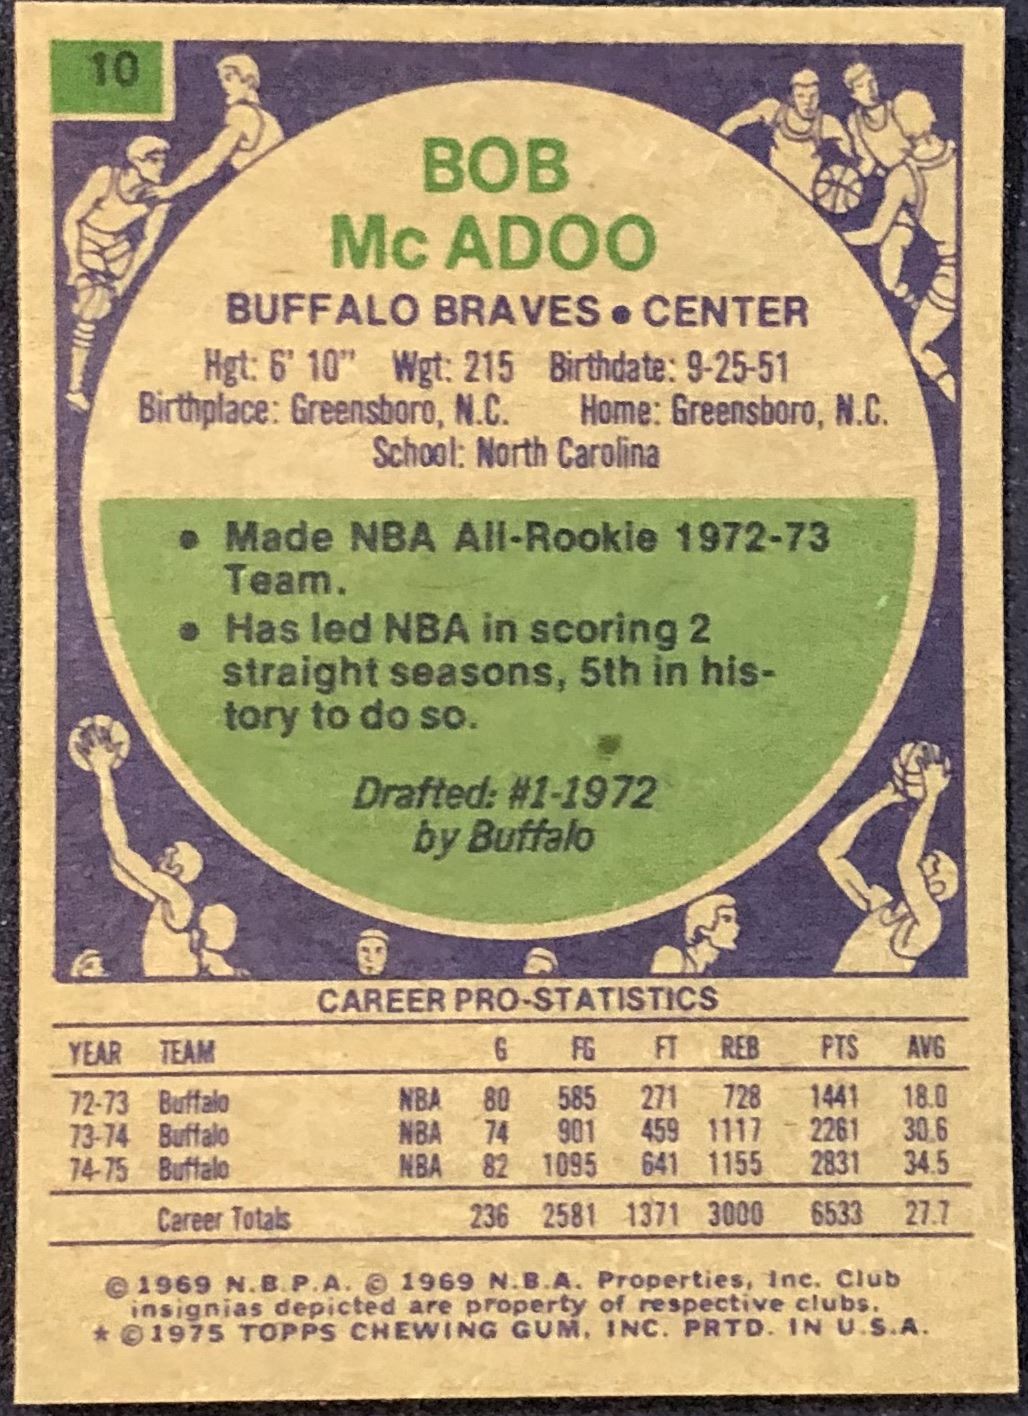 10
BOB
Mc ADOO
BUFFALO BRAVES • CENTER
Hgt: 6' 10" Wgt: 215 Birthdate: 9-25-51
Birthplace: Greensboro, N.C. Home: Greensboro, N.C.
School: North Carolina
• Made NBA All-Rookie 1972-73
Team.
• Has led NBA in scoring 2
straight seasons, 5th in his-
tory to do so.
Drafted: #1-1972
by Buffalo
CAREER PRO-STATISTICS
YEAR TEAM G FG FT REB PTS AVG
72-73 Buffalo NBA 80 585 271 728 1441 18.0
73-74 Buffalo NBA 74 901 459 1117 2261 30.6
74-75 Buffalo NBA 82 1095 641 1155 2831 34.5
Career Totals 236 2581 1371 3000 6533 27.7
© 1969 N.B.P.A. © 1969 N.B.A. Properties, Inc. Club
insignias depicted are property of respective clubs.
* © 1975 TOPPS CHEWING GUM, INC. PRTD. IN U.S.A.